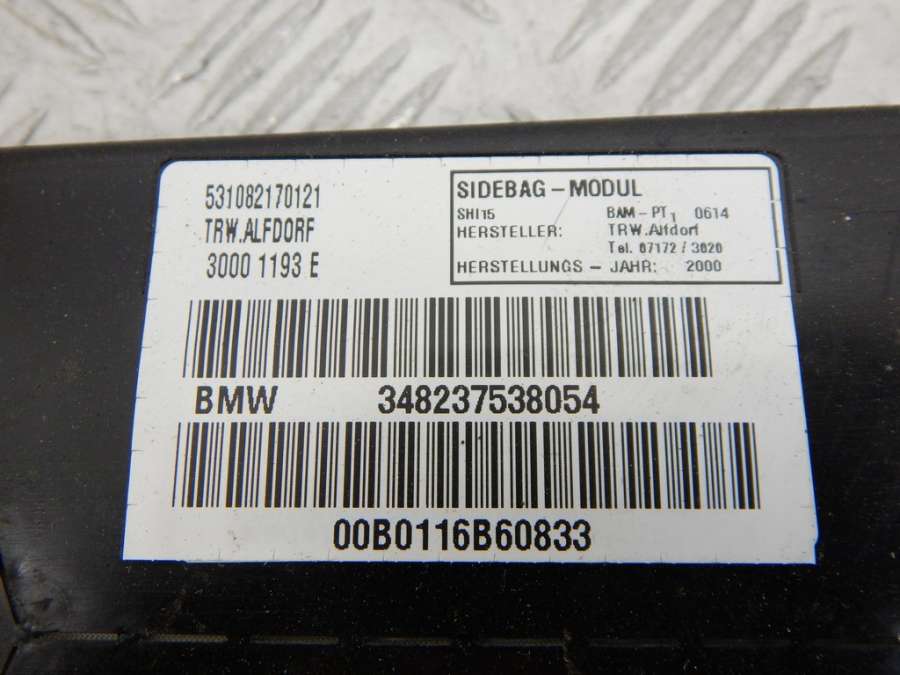 531082170121
TRW.ALFDORF
3000 1193 E
SIDEBAG - MODUL
SHI15 BAM - PT1 0614
HERSTELLER: TRW.Alfdorf
Tel. 07172 / 3020
HERSTELLUNGS - JAHR: 2000
BMW 348237538054
00B0116B60833